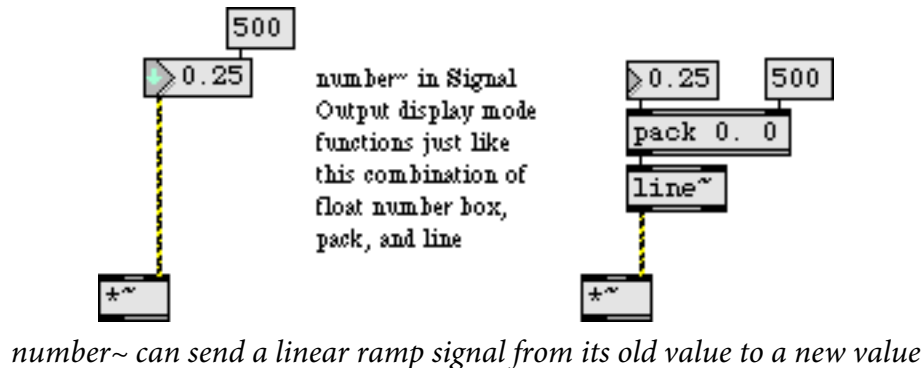 500
0.25
*~
number~ in Signal
Output display mode
functions just like
this combination of
float number box,
pack, and line
0.25
500
pack 0. 0
line~
*~
number~ can send a linear ramp signal from its old value to a new value